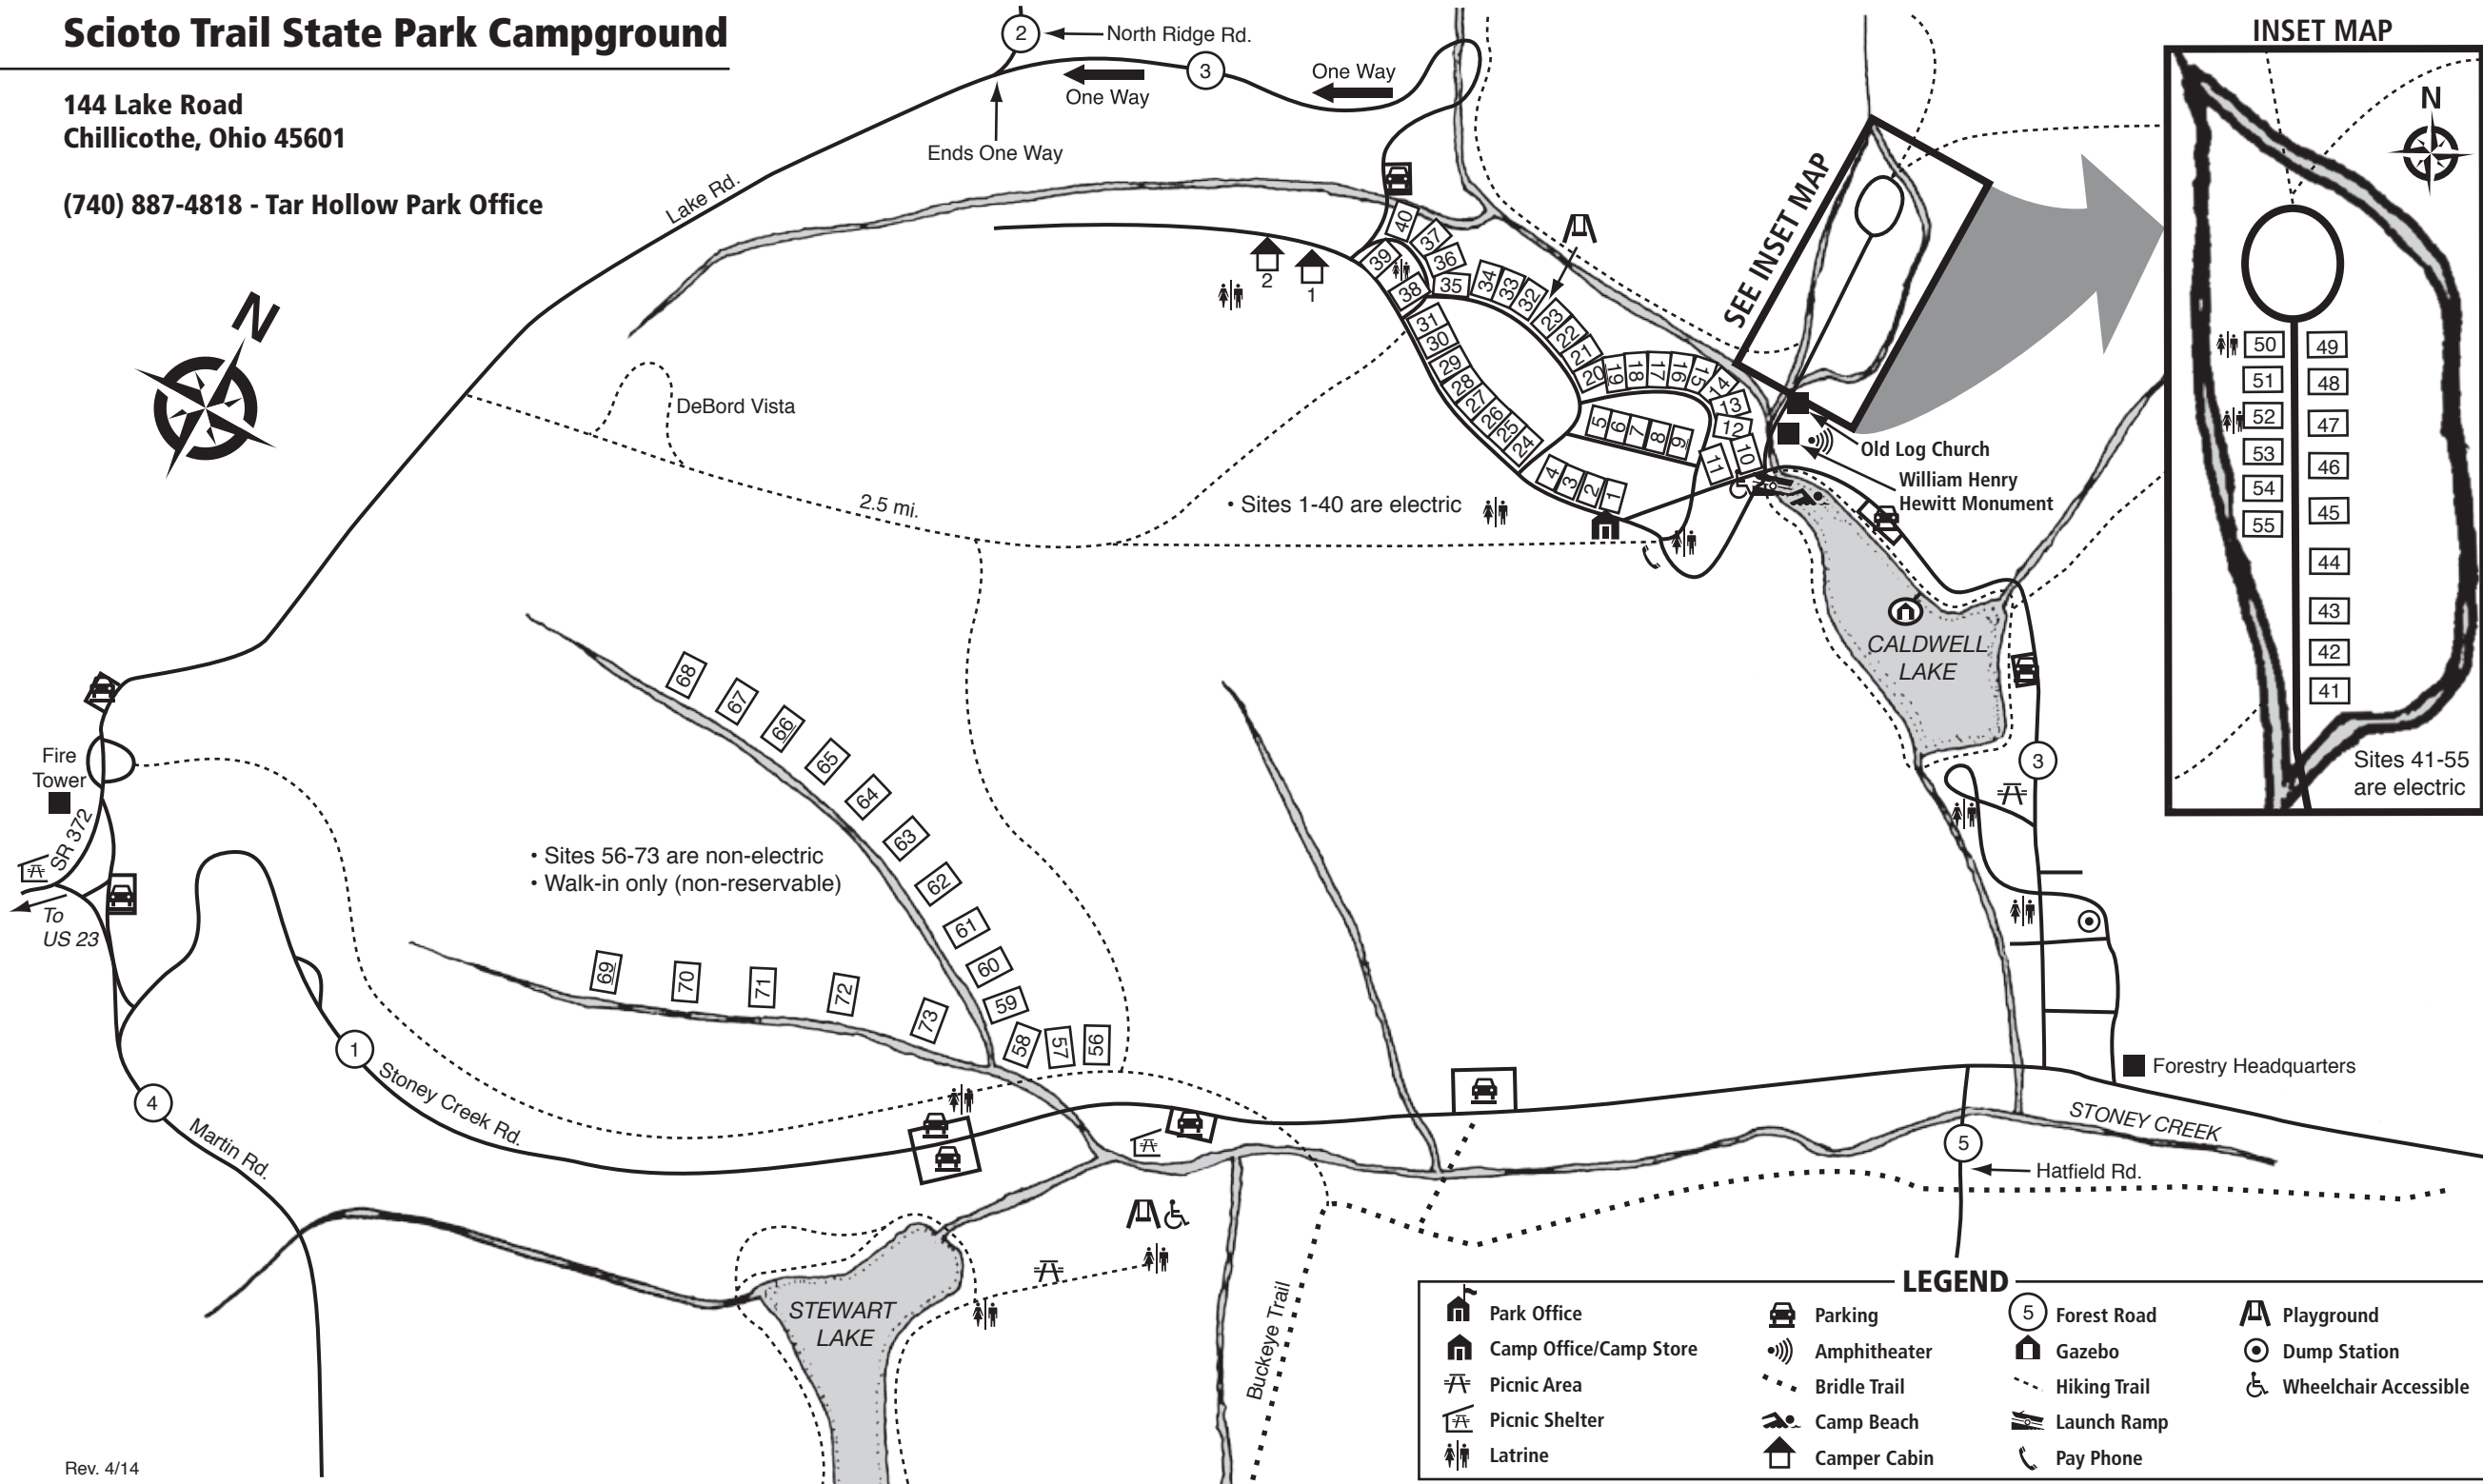 Scioto Trail State Park Campground
144 Lake Road
Chillicothe, Ohio 45601
(740) 887-4818 - Tar Hollow Park Office
N
2
North Ridge Rd.
3
One Way
One Way
Ends One Way
Lake Rd.
2
1
40
37
36
39
38
35
34
33
32
23
22
21
20
19
18
17
16
15
14
13
12
10
11
31
30
29
28
27
26
25
24
5
6
7
8
9
4
3
2
1
SEE INSET MAP
DeBord Vista
2.5 mi.
• Sites 1-40 are electric
Old Log Church
William Henry
Hewitt Monument
CALDWELL
LAKE
3
INSET MAP
N
50
49
51
48
52
47
53
46
54
45
55
44
43
42
41
Sites 41-55
are electric
Fire
Tower
SR 372
To
US 23
68
67
66
65
64
63
62
61
60
59
58
57
56
• Sites 56-73 are non-electric
• Walk-in only (non-reservable)
69
70
71
72
73
1
Stoney Creek Rd.
4
Martin Rd.
Forestry Headquarters
STONEY CREEK
5
Hatfield Rd.
STEWART
LAKE
Buckeye Trail
LEGEND
Park Office
Camp Office/Camp Store
Picnic Area
Picnic Shelter
Latrine
Parking
Amphitheater
Bridle Trail
Camp Beach
Camper Cabin
5
Forest Road
Gazebo
Hiking Trail
Launch Ramp
Pay Phone
Playground
Dump Station
Wheelchair Accessible
Rev. 4/14